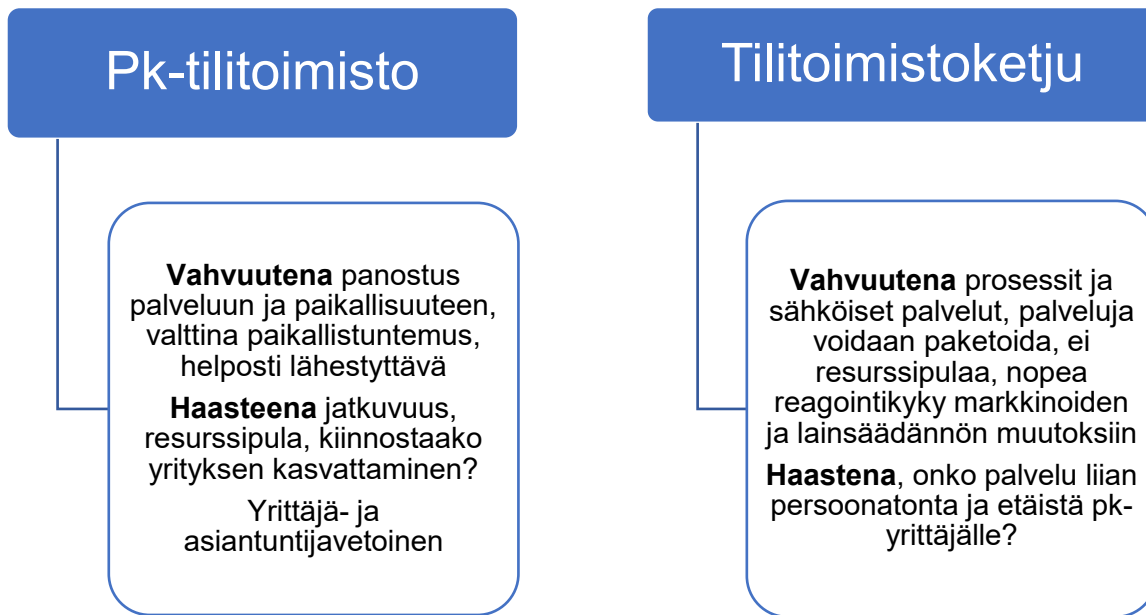 Pk-tilitoimisto
Vahvuutena panostus
palveluun ja paikallisuuteen,
valttina paikallistuntemus,
helposti lähestyttävä
Haasteena jatkuvuus,
resurssipula, kiinnostaako
yrityksen kasvattaminen?
Yrittäjä- ja
asiantuntijavetoinen
Tilitoimistoketju
Vahvuutena prosessit ja
sähköiset palvelut, palveluja
voidaan paketoida, ei
resurssipulaa, nopea
reagointikyky markkinoiden
ja lainsäädännön muutoksiin
Haastena, onko palvelu liian
persoonatonta ja etäistä pk-
yrittäjälle?